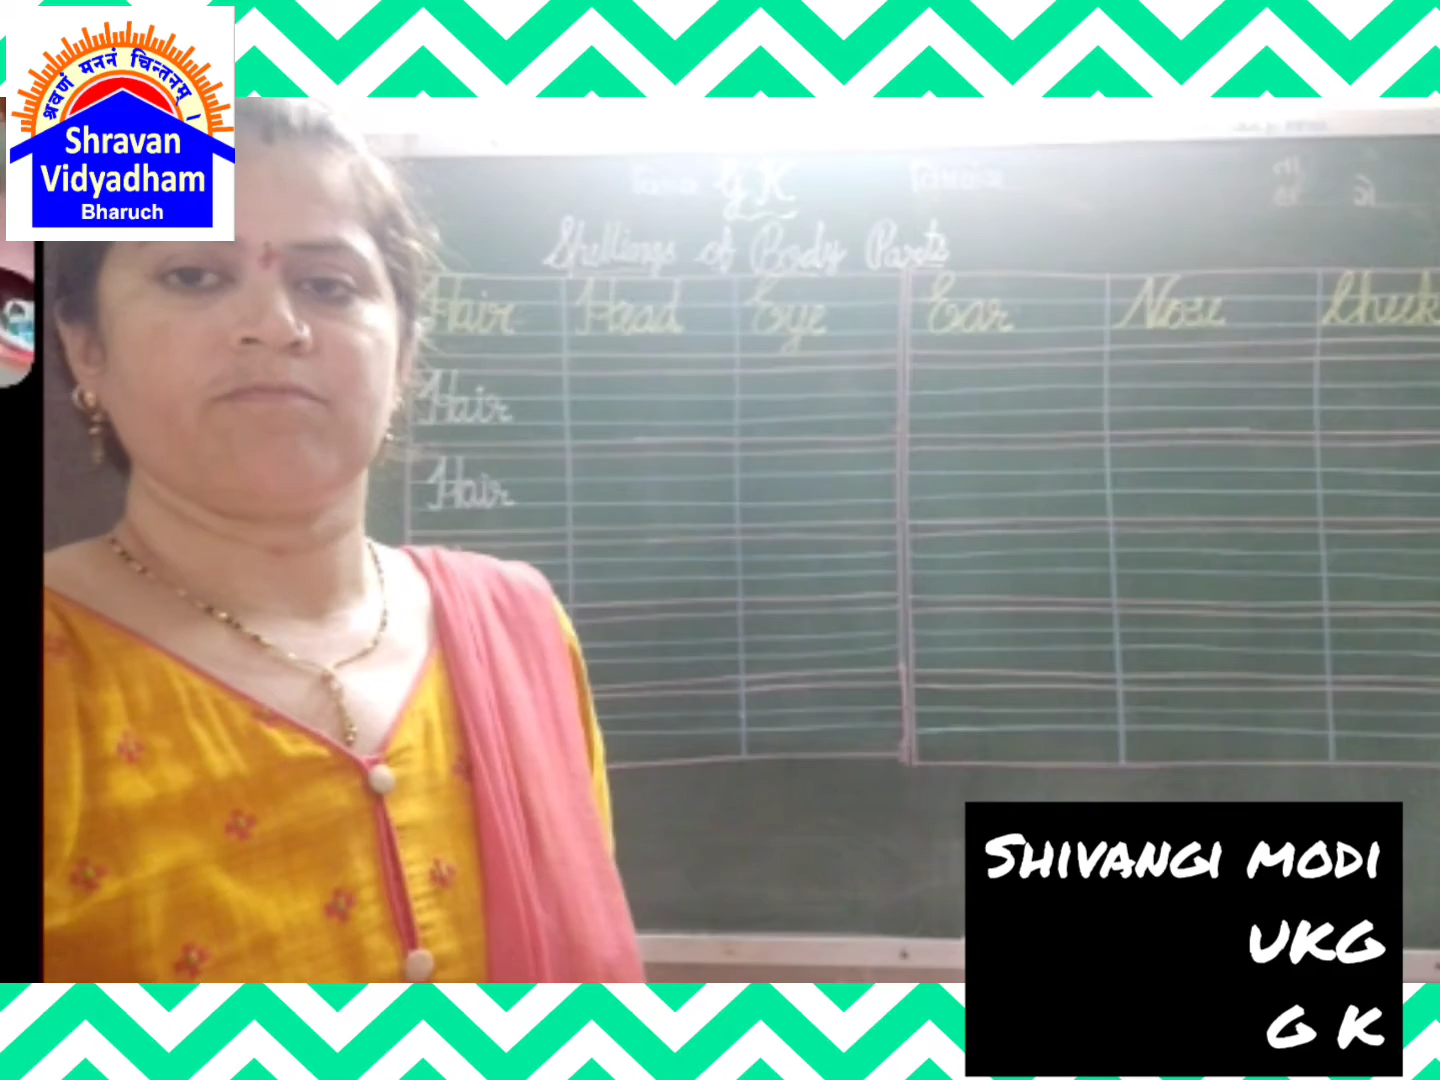 श्रवणं मननं चिन्तनम् ।
Shravan
Vidyadham
Bharuch
G K
Spellings of Body Parts
Hair Head Eye Ear Nose Cheek
Hair
Hair
SHIVANGI MODI
UKG
G K